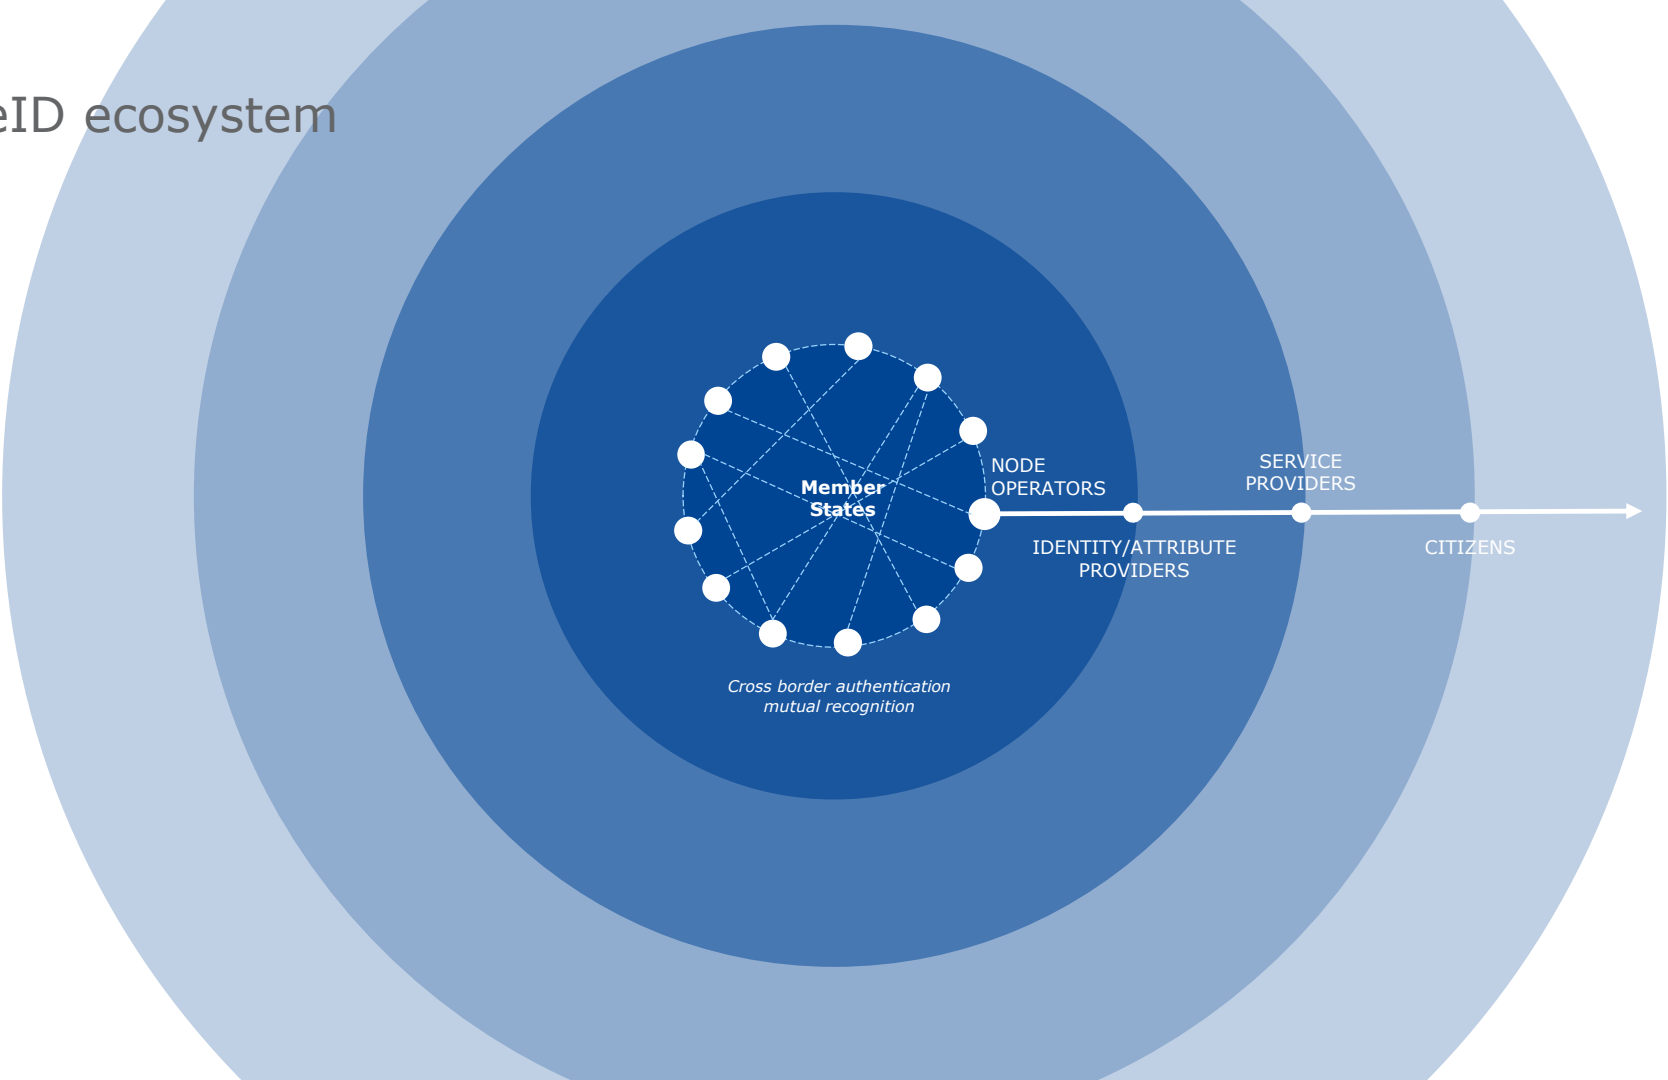 eID ecosystem
NODE
OPERATORS
SERVICE
PROVIDERS
Member
States
IDENTITY/ATTRIBUTE
PROVIDERS
CITIZENS
Cross border authentication
mutual recognition